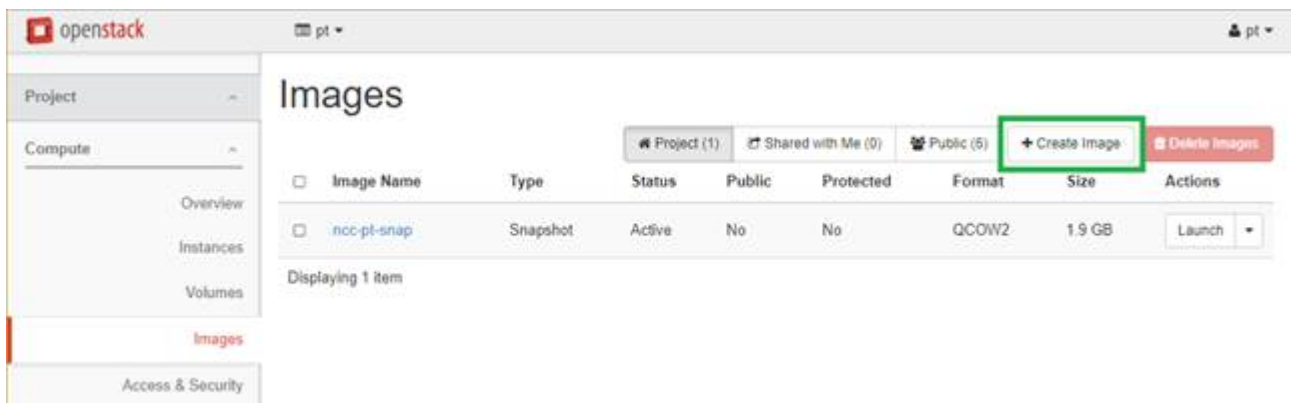 openstack
pt
pt
Project
Compute
Overview
Instances
Volumes
Images
Access & Security
Images
Project (1) Shared with Me (0) Public (6) + Create Image Delete Images
Image Name Type Status Public Protected Format Size Actions
ncc-pt-snap Snapshot Active No No QCOW2 1.9 GB Launch
Displaying 1 item